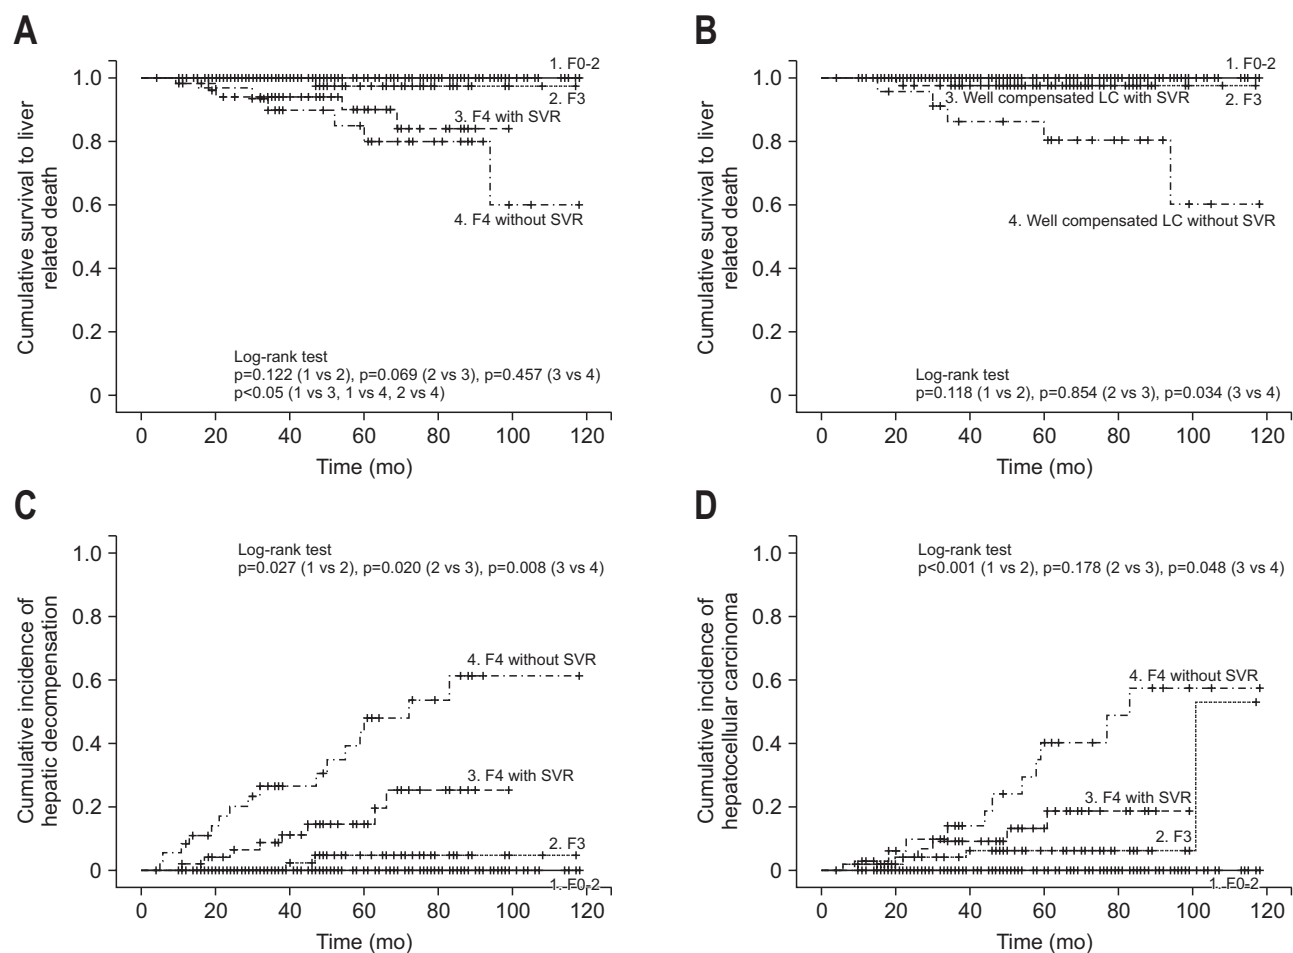 A
Cumulative survival to liver
related death
1.0
0.8
0.6
0.4
0.2
0
1. F0-2
2. F3
3. F4 with SVR
4. F4 without SVR
Log-rank test
p=0.122 (1 vs 2), p=0.069 (2 vs 3), p=0.457 (3 vs 4)
p<0.05 (1 vs 3, 1 vs 4, 2 vs 4)
0 20 40 60 80 100 120
Time (mo)
B
Cumulative survival to liver
related death
1.0
0.8
0.6
0.4
0.2
0
1. F0-2
2. F3
3. Well compensated LC with SVR
4. Well compensated LC without SVR
Log-rank test
p=0.118 (1 vs 2), p=0.854 (2 vs 3), p=0.034 (3 vs 4)
0 20 40 60 80 100 120
Time (mo)
C
Cumulative incidence of
hepatic decompensation
1.0
0.8
0.6
0.4
0.2
0
Log-rank test
p=0.027 (1 vs 2), p=0.020 (2 vs 3), p=0.008 (3 vs 4)
4. F4 without SVR
3. F4 with SVR
2. F3
1. F0-2
0 20 40 60 80 100 120
Time (mo)
D
Cumulative incidence of
hepatocellular carcinoma
1.0
0.8
0.6
0.4
0.2
0
Log-rank test
p<0.001 (1 vs 2), p=0.178 (2 vs 3), p=0.048 (3 vs 4)
4. F4 without SVR
3. F4 with SVR
2. F3
1. F0-2
0 20 40 60 80 100 120
Time (mo)